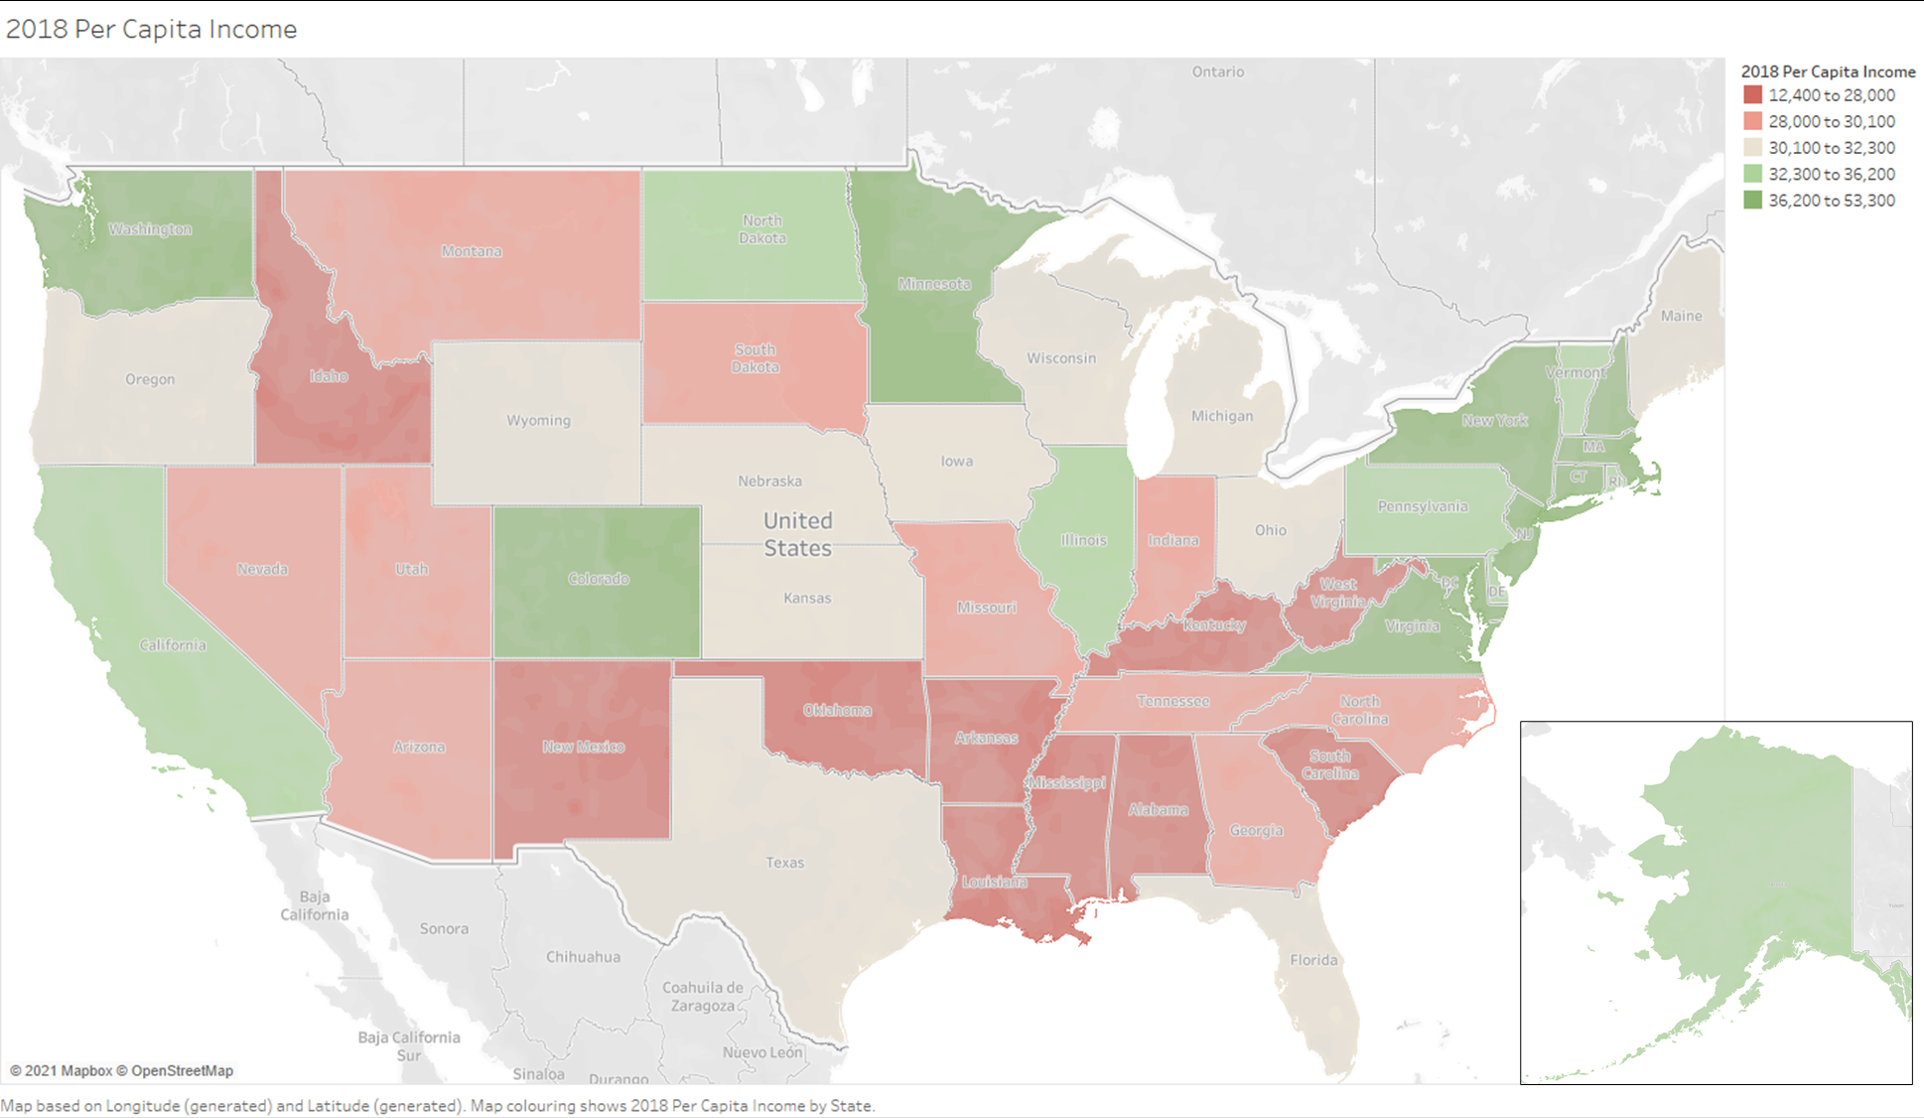 2018 Per Capita Income
2018 Per Capita Income
12,400 to 28,000
28,000 to 30,100
30,100 to 32,300
32,300 to 36,200
36,200 to 53,300
Ontario
Washington
Montana
North
Dakota
Minnesota
Maine
Oregon
Idaho
Wyoming
South
Dakota
Wisconsin
Michigan
Vermont
New York
MA
CT
RI
Iowa
Nebraska
United
States
Illinois
Indiana
Ohio
Pennsylvania
NJ
Nevada
Utah
Colorado
Kansas
Missouri
West
Virginia
DC
DE
Virginia
Kentucky
California
Arizona
New Mexico
Oklahoma
Arkansas
Tennessee
North
Carolina
South
Carolina
Mississippi
Alabama
Georgia
Texas
Louisiana
Florida
Baja
California
Sonora
Chihuahua
Coahuila de
Zaragoza
Baja California
Sur
Nuevo León
Sinaloa
Durango
© 2021 Mapbox © OpenStreetMap
Map based on Longitude (generated) and Latitude (generated). Map colouring shows 2018 Per Capita Income by State.